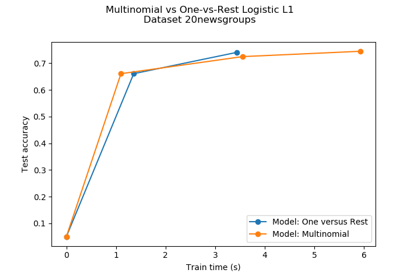 Multinomial vs One-vs-Rest Logistic L1
Dataset 20newsgroups
0.7
0.6
0.5
0.4
0.3
0.2
0.1
Test accuracy
Model: One versus Rest
Model: Multinomial
0 1 2 3 4 5 6
Train time (s)